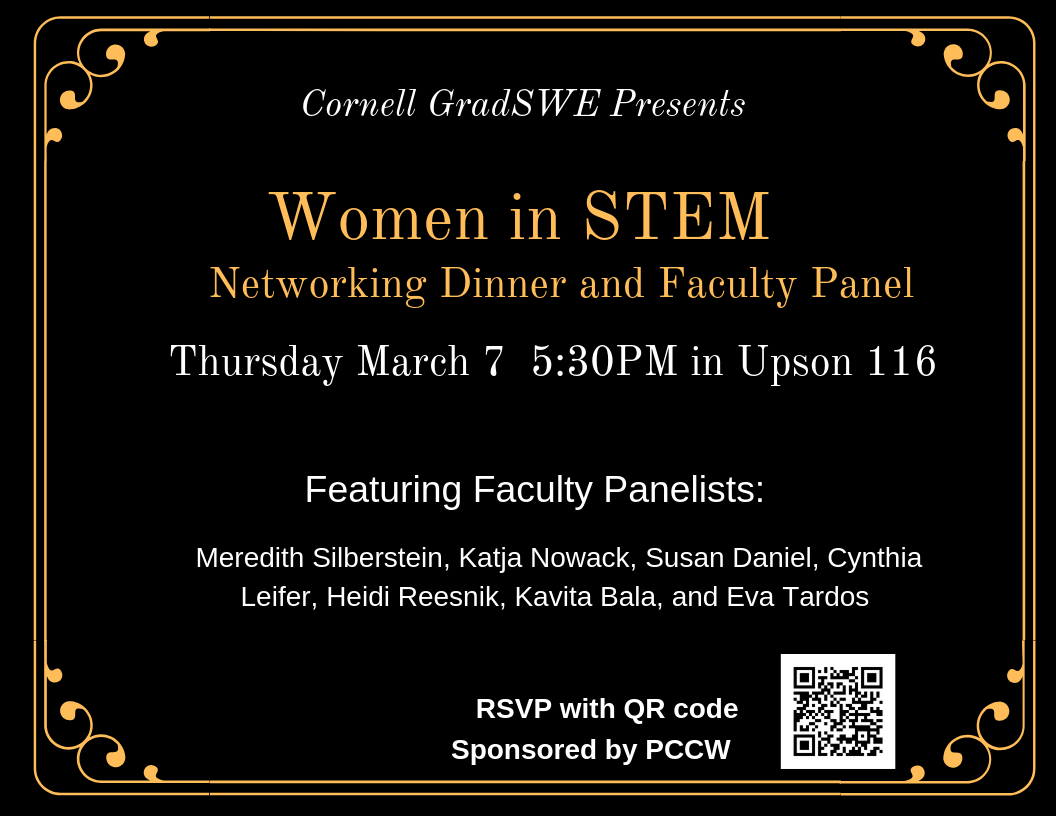 Cornell GradSWE Presents
Women in STEM
Networking Dinner and Faculty Panel
Thursday March 7  5:30PM in Upson 116
Featuring Faculty Panelists:
Meredith Silberstein, Katja Nowack, Susan Daniel, Cynthia
Leifer, Heidi Reesnik, Kavita Bala, and Eva Tardos
RSVP with QR code
Sponsored by PCCW